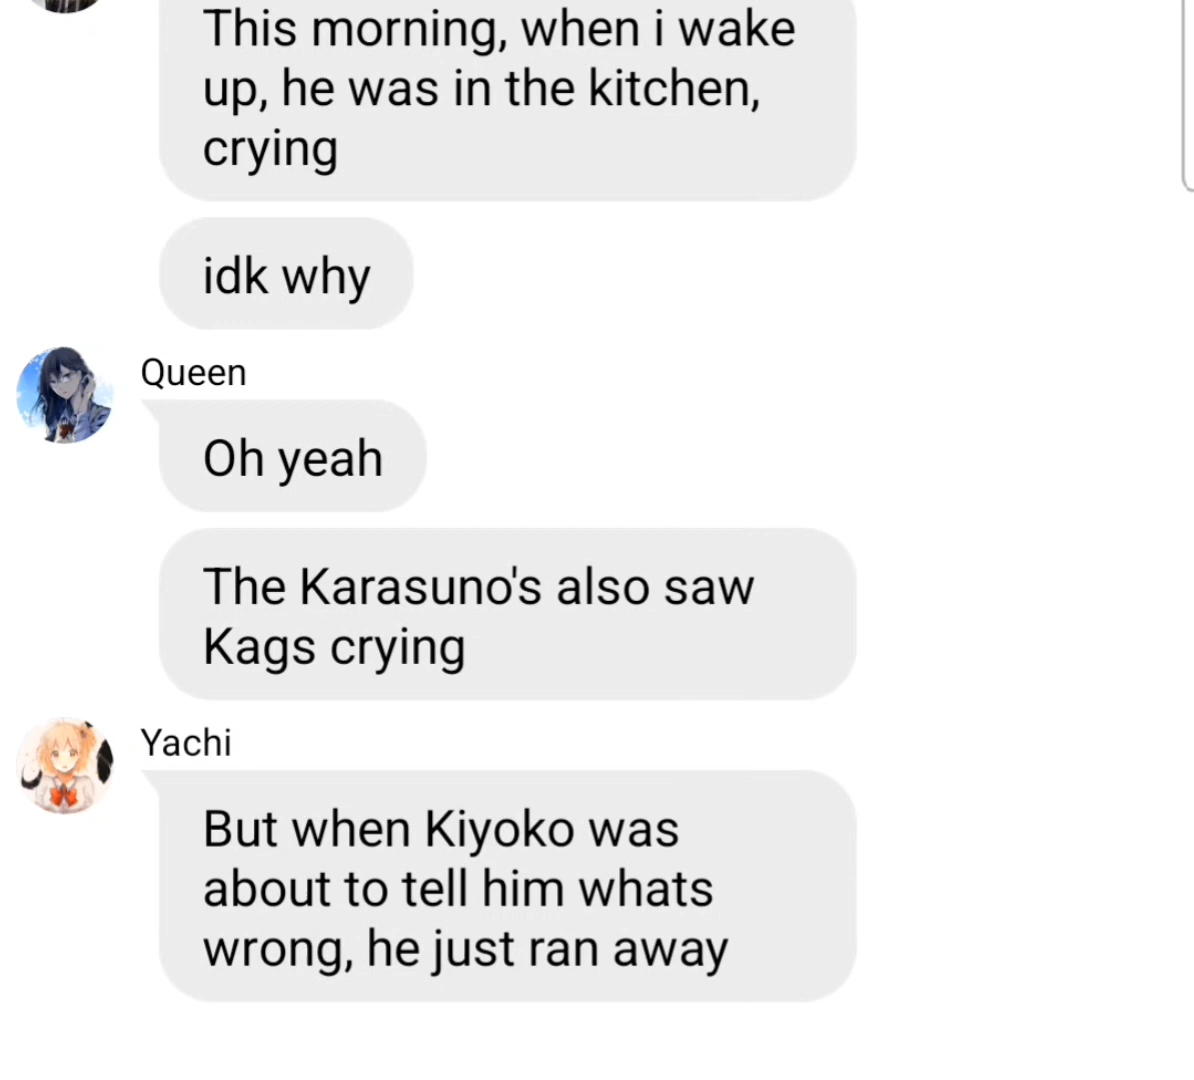 This morning, when i wake
up, he was in the kitchen,
crying
idk why
Queen
Oh yeah
The Karasuno's also saw
Kags crying
Yachi
But when Kiyoko was
about to tell him whats
wrong, he just ran away